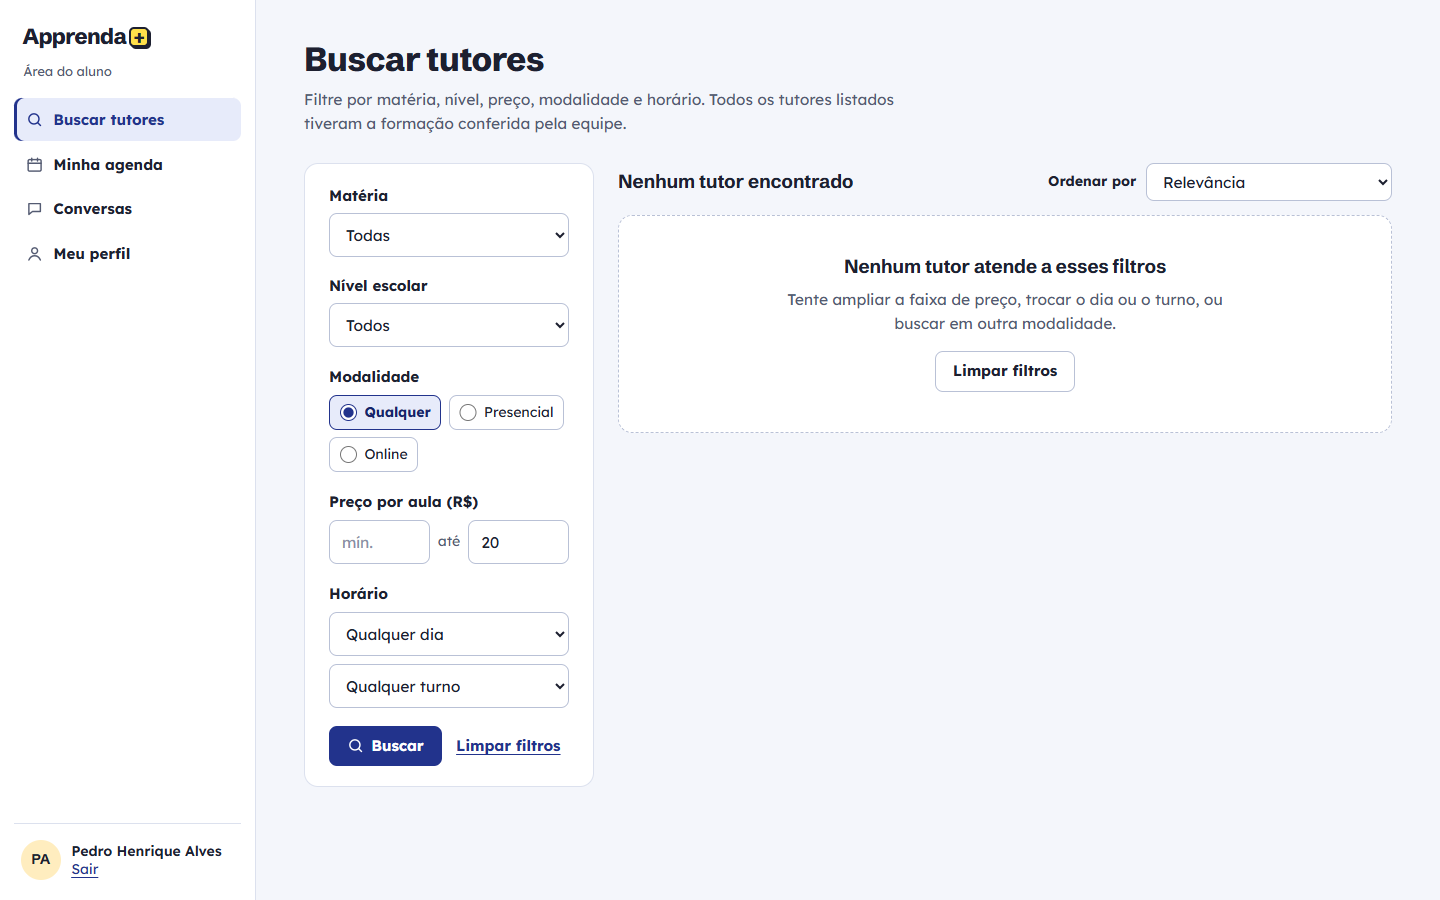 Apprenda+
Área do aluno
Buscar tutores
Minha agenda
Conversas
Meu perfil
PA
Pedro Henrique Alves
Sair
Buscar tutores
Filtre por matéria, nível, preço, modalidade e horário. Todos os tutores listados
tiveram a formação conferida pela equipe.
Matéria
Todas
Nível escolar
Todos
Modalidade
Qualquer
Presencial
Online
Preço por aula (R$)
mín.
até
20
Horário
Qualquer dia
Qualquer turno
Buscar
Limpar filtros
Nenhum tutor encontrado
Ordenar por
Relevância
Nenhum tutor atende a esses filtros
Tente ampliar a faixa de preço, trocar o dia ou o turno, ou
buscar em outra modalidade.
Limpar filtros